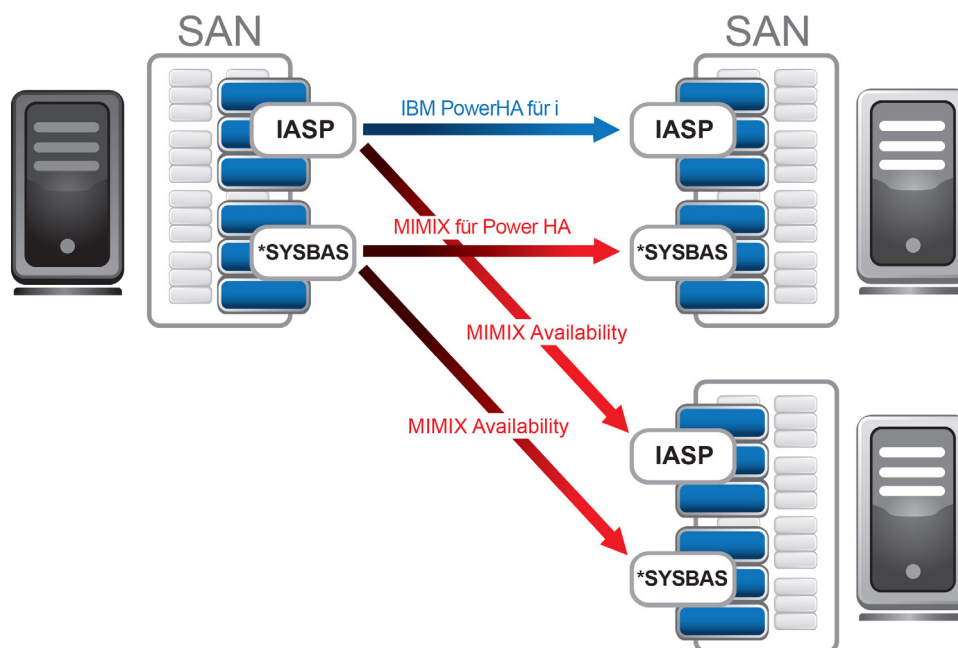 SAN
SAN
IBM PowerHA für i
IASP
IASP
MIMIX für Power HA
*SYSBAS
*SYSBAS
MIMIX Availability
MIMIX Availability
IASP
*SYSBAS